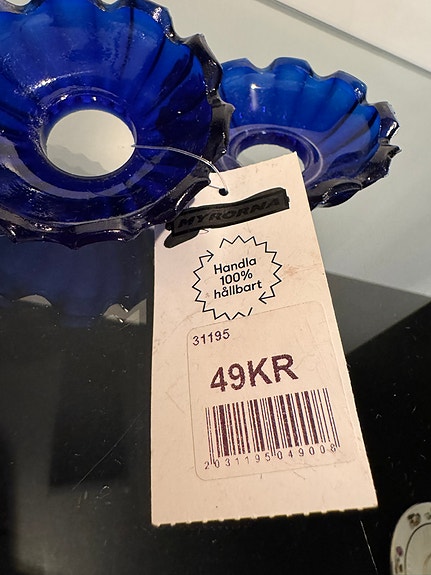 MYRORNA
Handla
100%
hållbart
31195
49KR
2031195049008